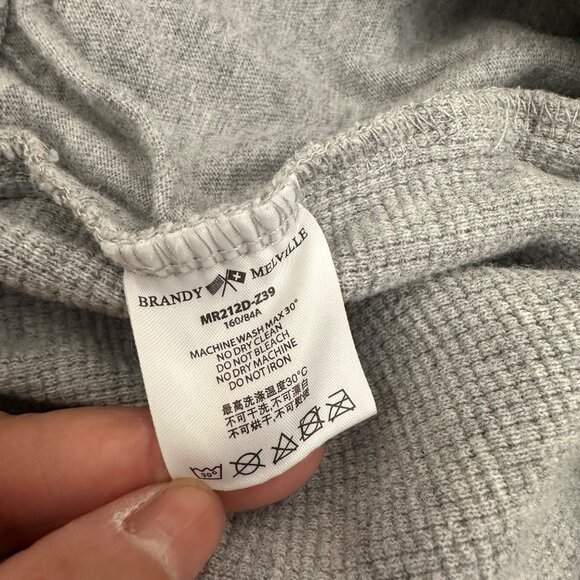 BRANDY MELVILLE
MR212D-Z39
160/84A
MACHINE WASH MAX 30°
NO DRY CLEAN
DO NOT BLEACH
NO DRY MACHINE
DO NOT IRON
最高洗涤温度30°C
不可干洗.不可漂白
不可烘干.不可熨烫
30°